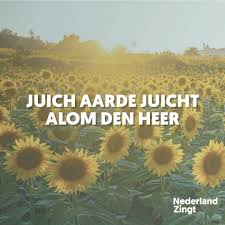 JUICH AARDE JUICHT
ALOM DEN HEER
Nederland
Zingt